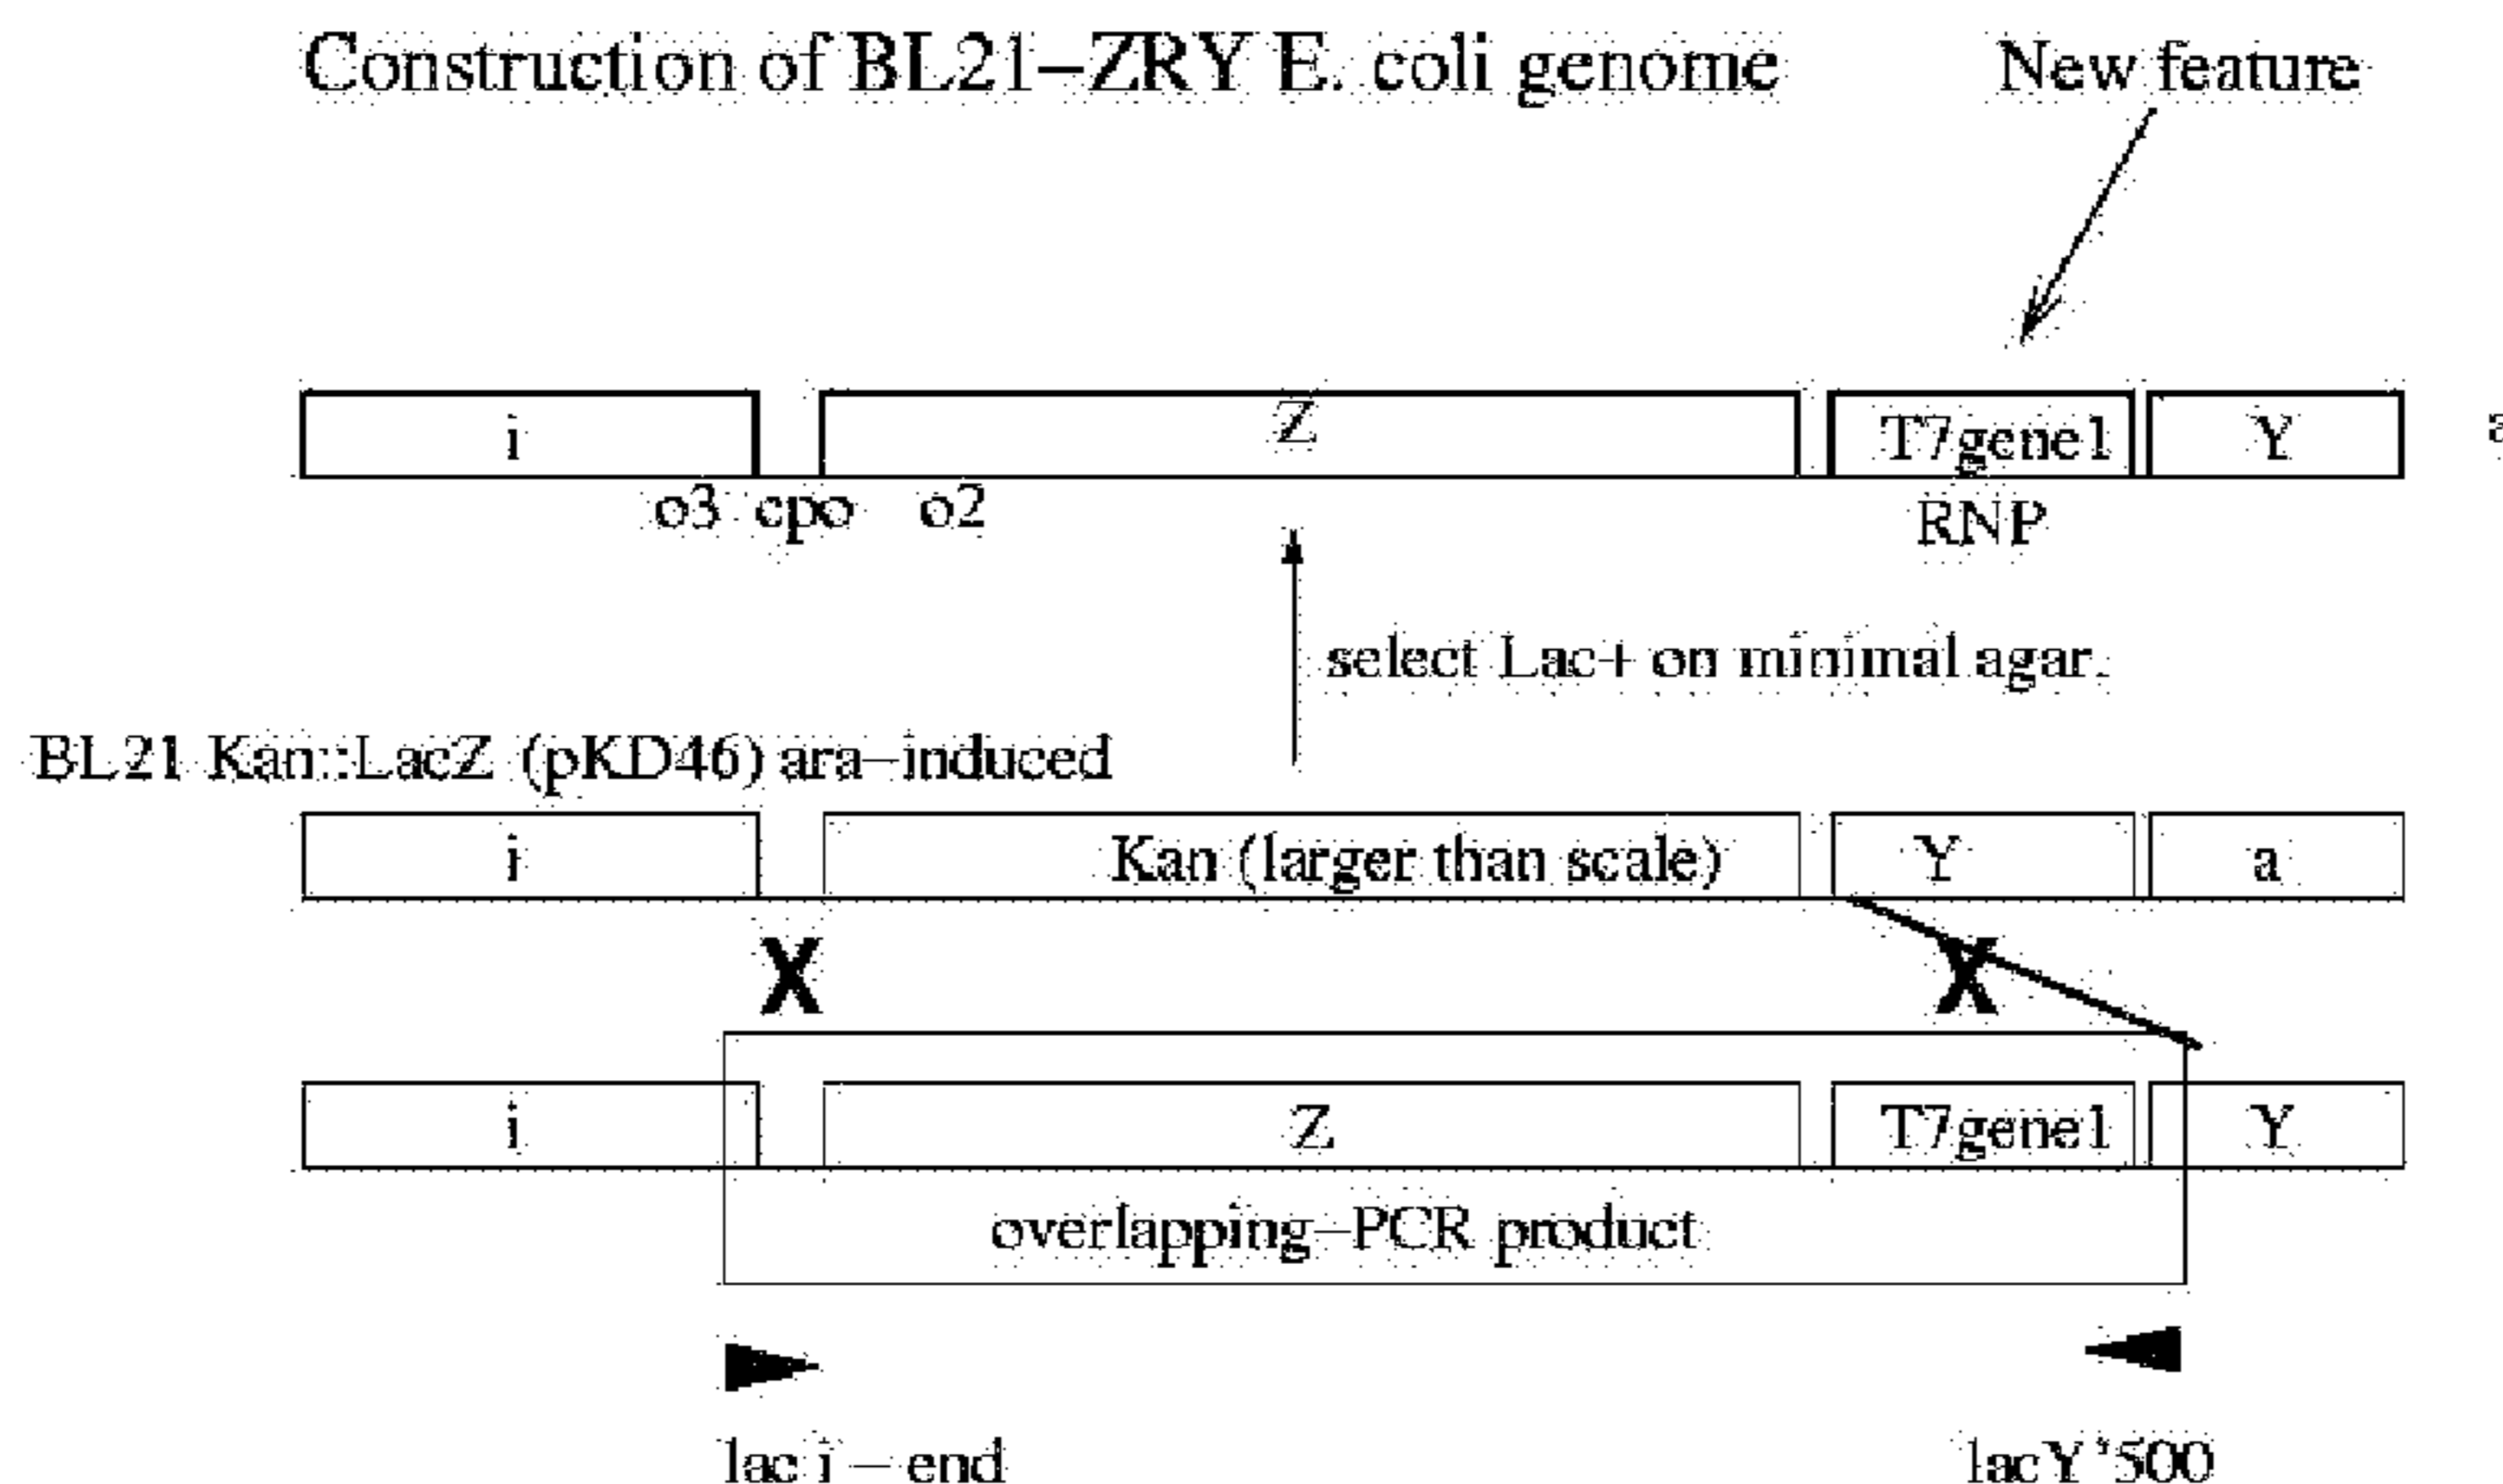 Construction of BL21–ZRY E. coli genome New feature
i Z T7gene1 Y a
o3 cpo o2 RNP
select Lac+ on minimal agar.
BL21 Kan::LacZ (pKD46) ara–induced
i Kan (larger than scale) Y a
X X
i Z T7gene1 Y
overlapping–PCR product
lac i – end lacY'500